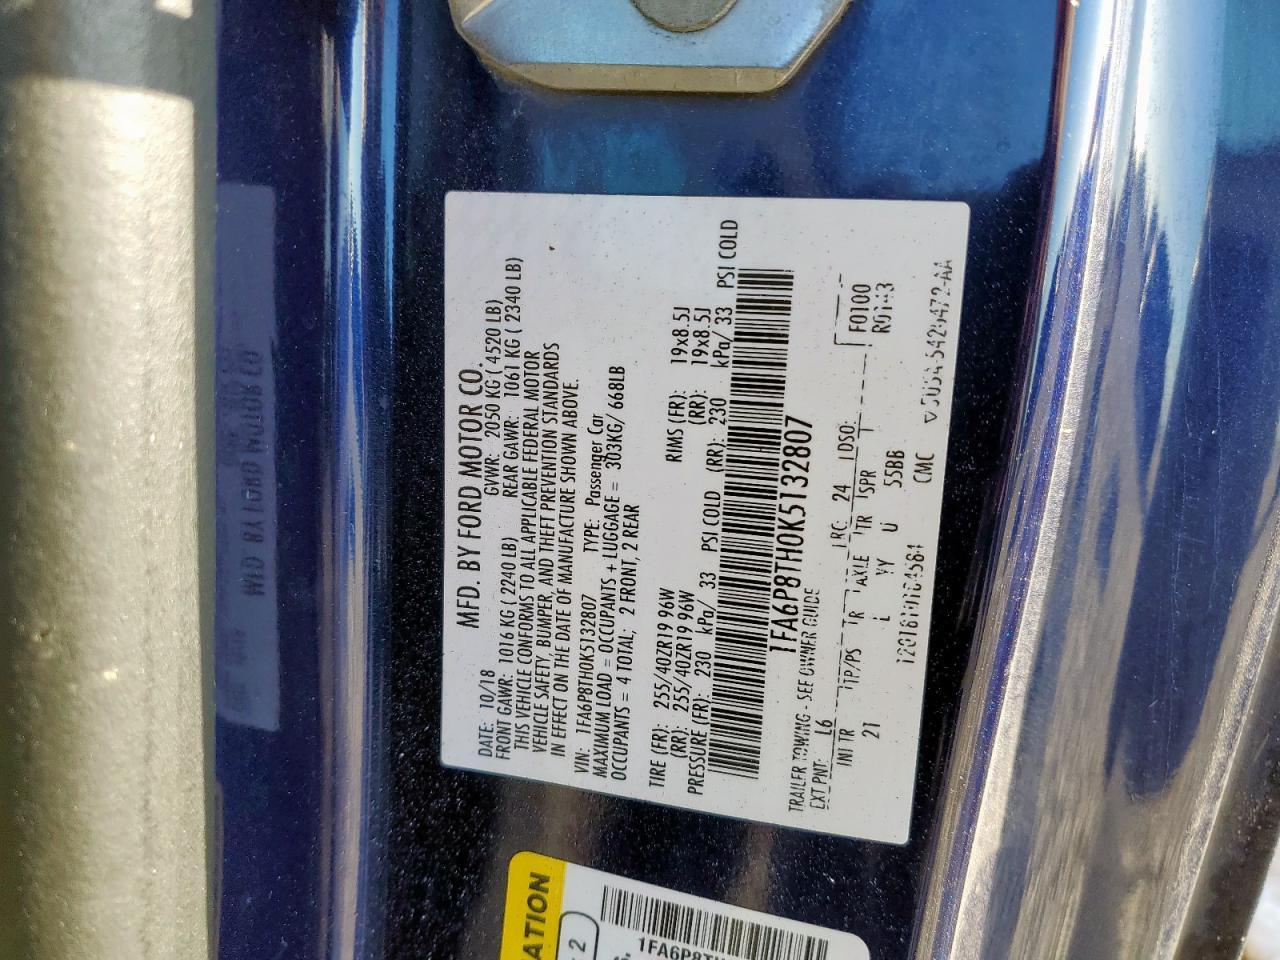 MFD. BY FORD MOTOR CO.
DATE: 10/18 GVWR: 2050 KG ( 4520 LB)
FRONT GAWR: 1016 KG ( 2240 LB) REAR GAWR: 1061 KG ( 2340 LB)
THIS VEHICLE CONFORMS TO ALL APPLICABLE FEDERAL MOTOR
VEHICLE SAFETY, BUMPER, AND THEFT PREVENTION STANDARDS
IN EFFECT ON THE DATE OF MANUFACTURE SHOWN ABOVE.
VIN: 1FA6P8TH0K5132807 TYPE: Passenger Car
MAXIMUM LOAD = OCCUPANTS + LUGGAGE = 303KG/ 668LB
OCCUPANTS = 4 TOTAL, 2 FRONT, 2 REAR
TIRE (FR): 255/40ZR19 96W RIMS (FR): 19x8.5J
(RR): 255/40ZR19 96W (RR): 19x8.5J
PRESSURE (FR): 230 kPa/ 33 PSI COLD (RR): 230 kPa/ 33 PSI COLD
1FA6P8TH0K5132807
TRAILER TOWING - SEE OWNER GUIDE
EXT PNT: L6 RC: 24 DSO: F0100
INT TR TP/PS TR AXLE TR SPR
21 L YY U 5BB6
CMC
ATION
2
1FA6P8TH